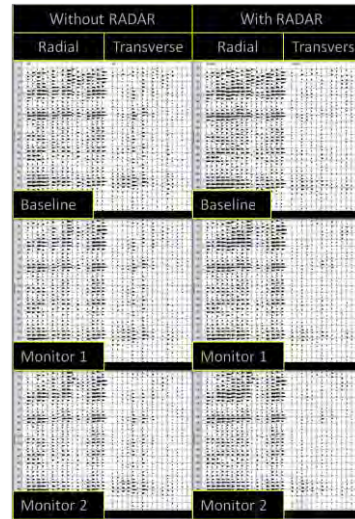 Without RADAR With RADAR
Radial Transverse Radial Transvers
Baseline Baseline
Monitor 1 Monitor 1
Monitor 2 Monitor 2